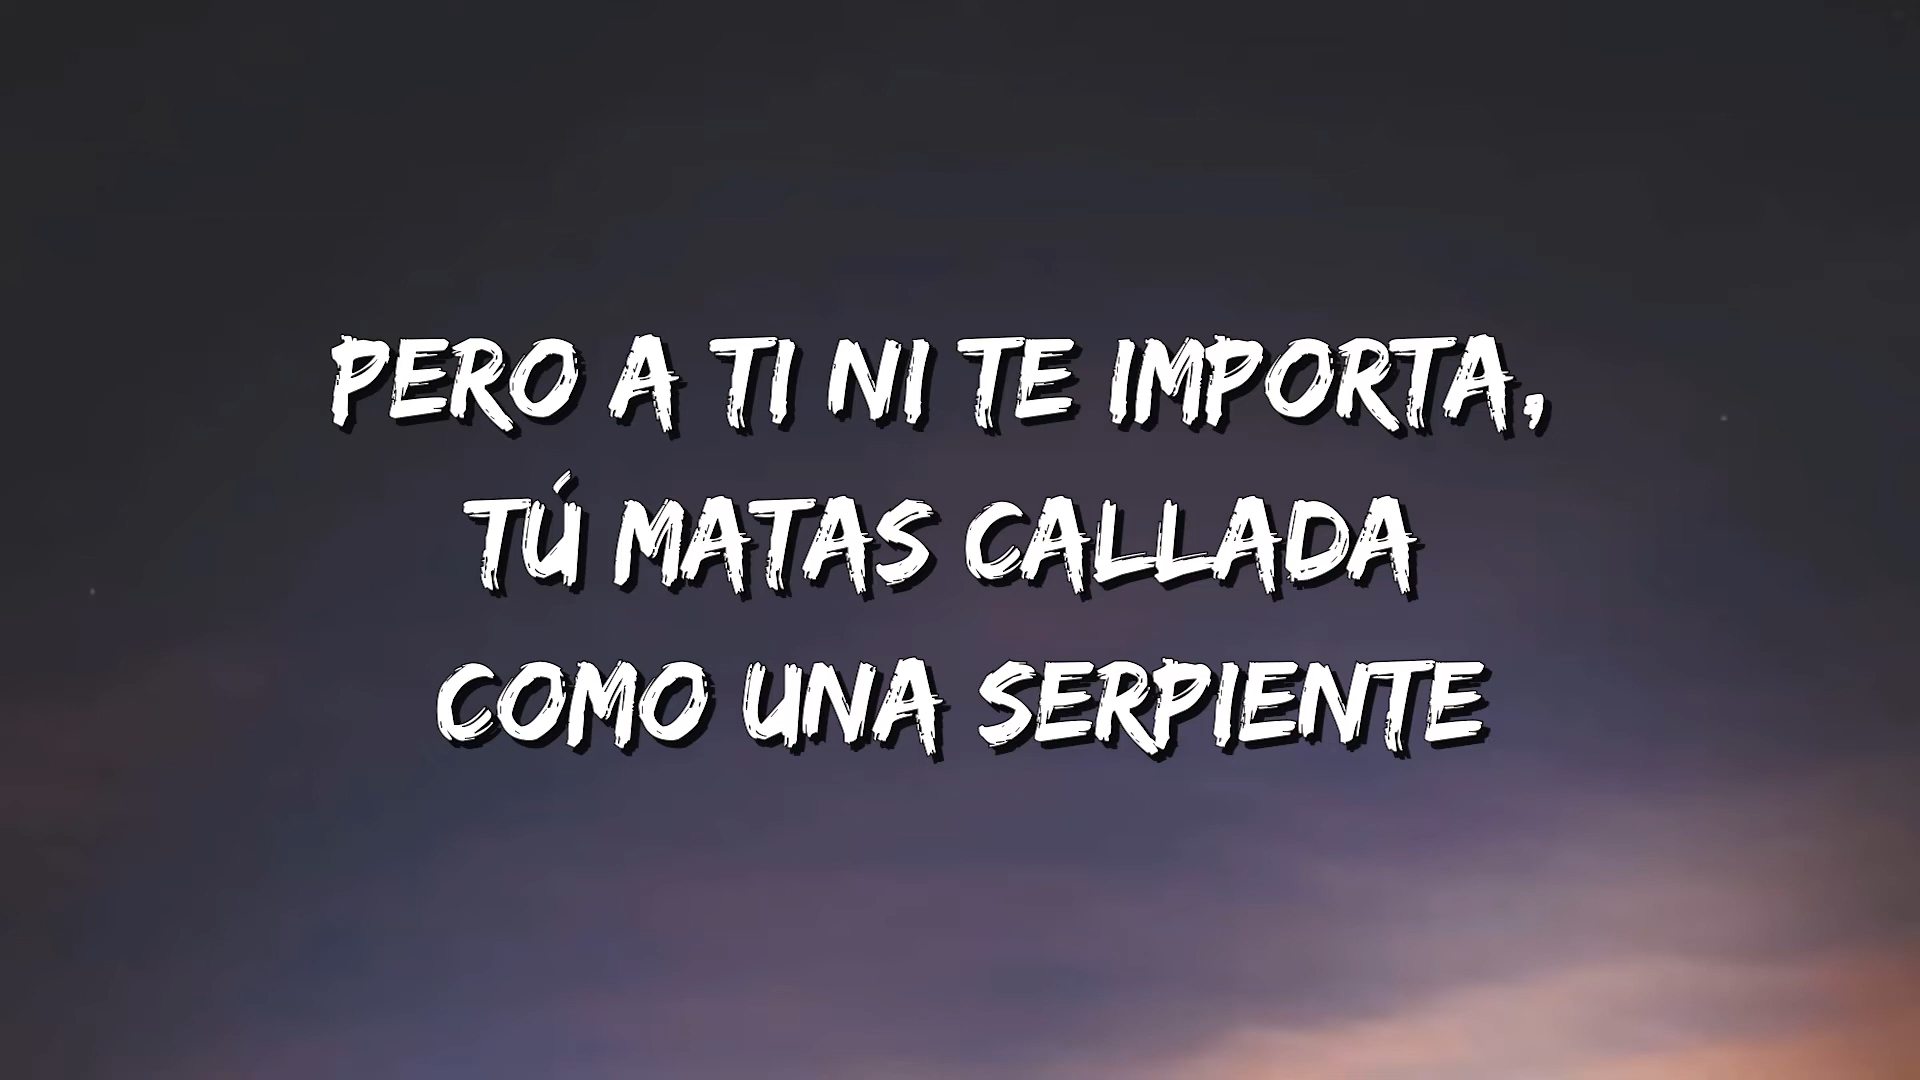 PERO A TI NI TE IMPORTA,
TÚ MATAS CALLADA
COMO UNA SERPIENTE